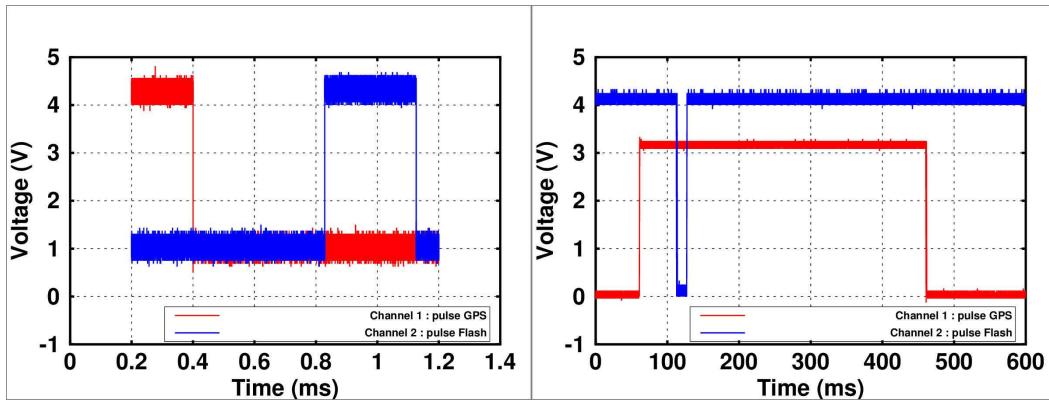 5
4
3
2
1
0
-1
Voltage (V)
0 0.2 0.4 0.6 0.8 1 1.2 1.4
Time (ms)
Channel 1 : pulse GPS
Channel 2 : pulse Flash
5
4
3
2
1
0
-1
Voltage (V)
0 100 200 300 400 500 600
Time (ms)
Channel 1 : pulse GPS
Channel 2 : pulse Flash